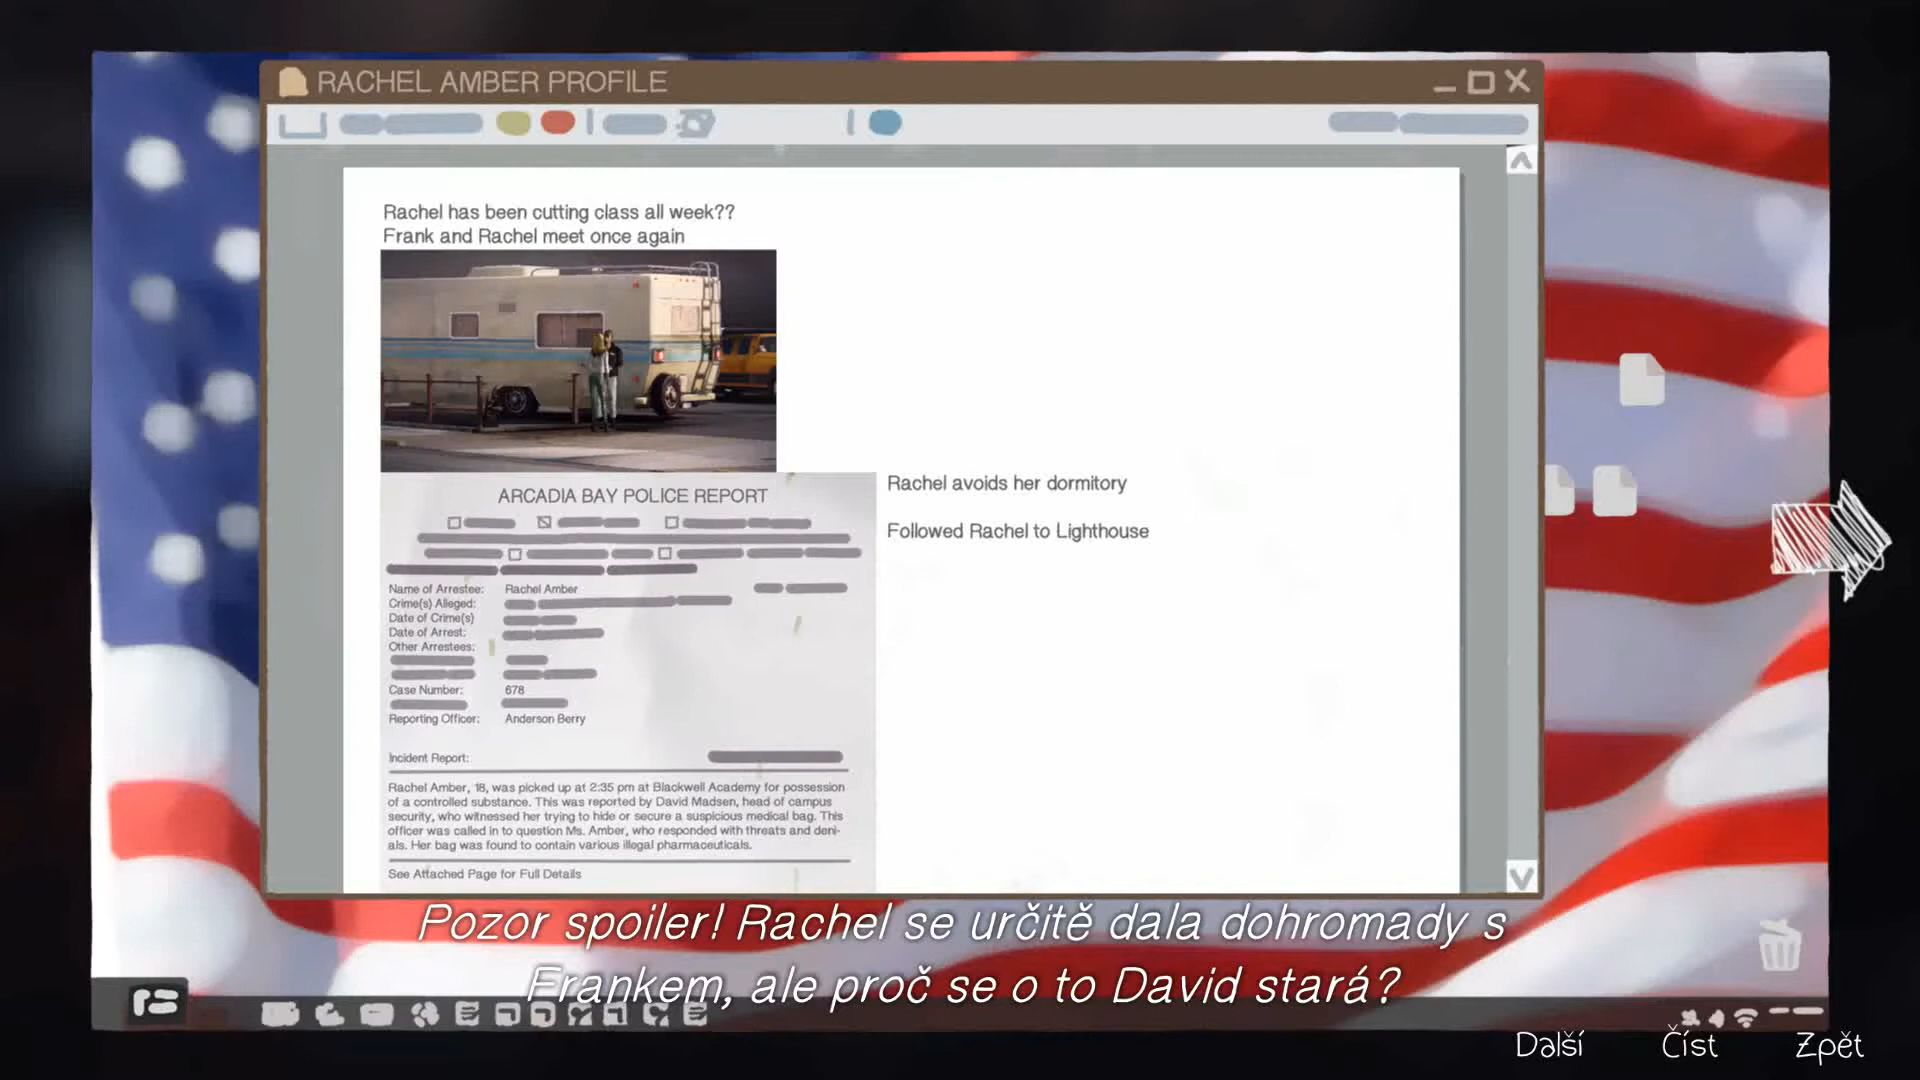 RACHEL AMBER PROFILE
Rachel has been cutting class all week??
Frank and Rachel meet once again
ARCADIA BAY POLICE REPORT
Name of Arrestee: Rachel Amber
Crime(s) Alleged:
Date of Crime(s)
Date of Arrest:
Other Arrestees:
Case Number: 678
Reporting Officer: Anderson Berry
Incident Report:
Rachel Amber, 18, was picked up at 2:35 pm at Blackwell Academy for possession
of a controlled substance. This was reported by David Madsen, head of campus
security, who witnessed her trying to hide or secure a suspicious medical bag. This
officer was called in to question Ms. Amber, who responded with threats and deni-
als. Her bag was found to contain various illegal pharmaceuticals.
See Attached Page for Full Details
Rachel avoids her dormitory
Followed Rachel to Lighthouse
Pozor spoiler! Rachel se určitě dala dohromady s
Frankem, ale proč se o to David stará?
Další Číst Zpět